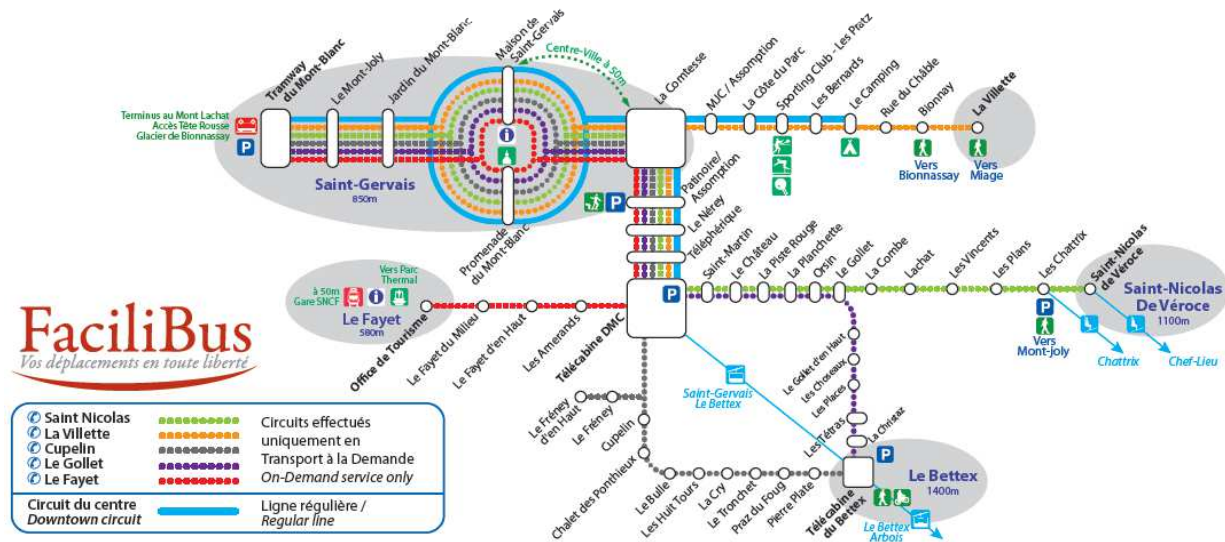 Tramway
du Mont-Blanc
Le Mont-Joly
Jardin du Mont-Blanc
Maison de
Saint-Gervais
Centre-Ville à 50m
La Comtesse
MJC / Assomption
La Côte du Parc
Sporting Club - Les Pratz
Les Bernards
Le Camping
Rue du Châble
Bionnay
La Villette
Terminus au Mont Lachat
Accès Tête Rousse
Glacier de Bionnassay
P
i
Saint-Gervais
850m
Vers
Bionnassay
Vers
Miage
Promenade
du Mont-Blanc
P
Patinoire/
Assomption
Le Nérey
Téléphérique
Saint-Martin
Le Château
La Piste Rouge
La Planchette
Orsin
Le Gollet
La Combe
Lachat
Les Vincents
Les Plans
Les Chattrix
Saint-Nicolas
de Véroce
Saint-Nicolas
De Véroce
1100m
Vers Parc
Thermal
à 50m
Gare SNCF
i
Le Fayet
580m
Office de Tourisme
Le Fayet du Milieu
Le Fayet d'en Haut
Les Amerands
Télécabine DMC
P
P
Vers
Mont-joly
Chattrix
Chef-Lieu
FaciliBus
Vos déplacements en toute liberté
Saint-Gervais
Le Bettex
Le Gollet d'en Haut
Les Choseaux
Les Places
Les Tétras
La Christaz
Le Fréney
d'en Haut
Le Fréney
Cupelin
Chalet des Ponthieux
Le Bulle
Les Huit Tours
La Cry
Le Tronchet
Praz du Foug
Pierre Plate
Télécabine
du Bettex
P
Le Bettex
1400m
Le Bettex
Arbois
Saint Nicolas
La Villette
Cupelin
Le Gollet
Le Fayet
Circuits effectués
uniquement en
Transport à la Demande
On-Demand service only
Circuit du centre
Downtown circuit
Ligne régulière /
Regular line